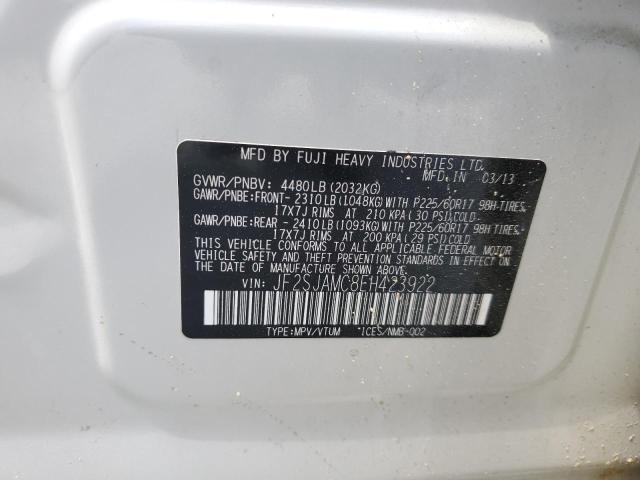 MFD BY FUJI HEAVY INDUSTRIES LTD.
MFD. IN 03/13
GVWR/PNBV: 4480LB (2032KG)
GAWR/PNBE:FRONT- 2310LB (1048KG) WITH P225/60R17 98H TIRES,
17X7J RIMS AT 210 KPA (30 PSI) COLD
GAWR/PNBE:REAR - 2410LB (1093KG) WITH P225/60R17 98H TIRES,
17X7J RIMS AT 200 KPA (29 PSI) COLD
THIS VEHICLE CONFORMS TO ALL APPLICABLE FEDERAL MOTOR
VEHICLE SAFETY, BUMPER, AND THEFT PREVENTION STANDARDS
IN EFFECT ON THE DATE OF MANUFACTURE SHOWN ABOVE.
VIN: JF2SJAMC8EH423922
TYPE:MPV/VTUM *ICES/NMB-002